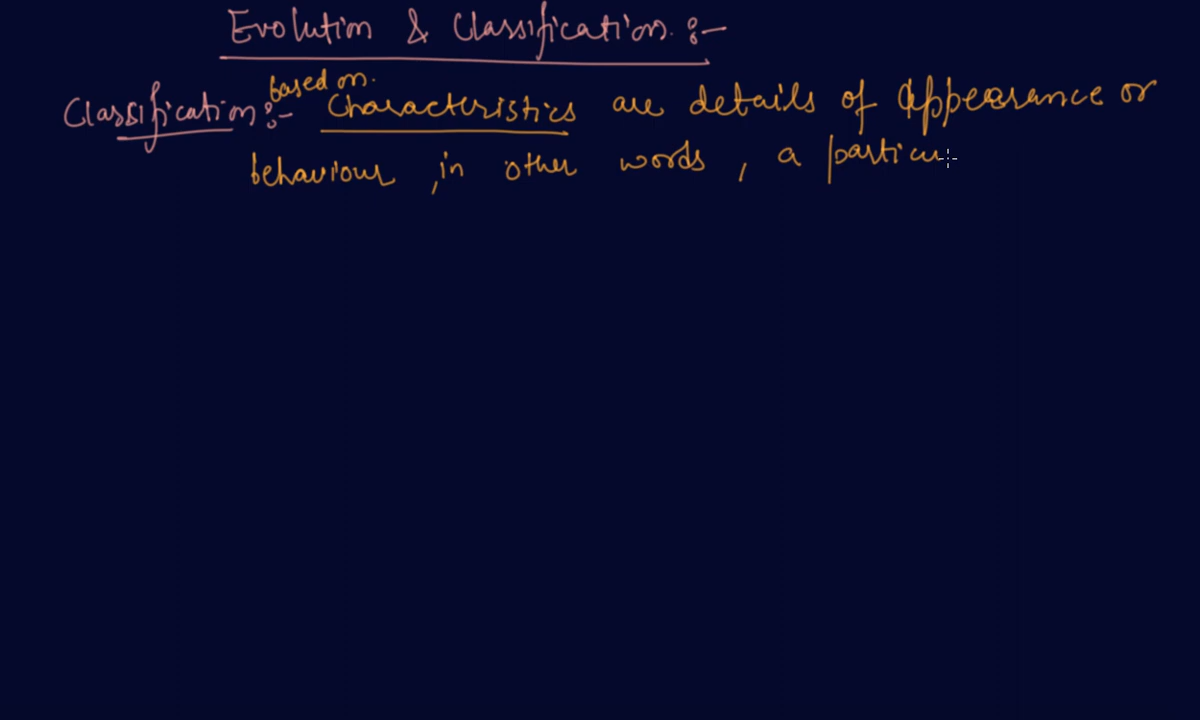 Evolution & Classification :-
Classification :- based on Characteristics are details of appearance or
behaviour, in other words, a particu